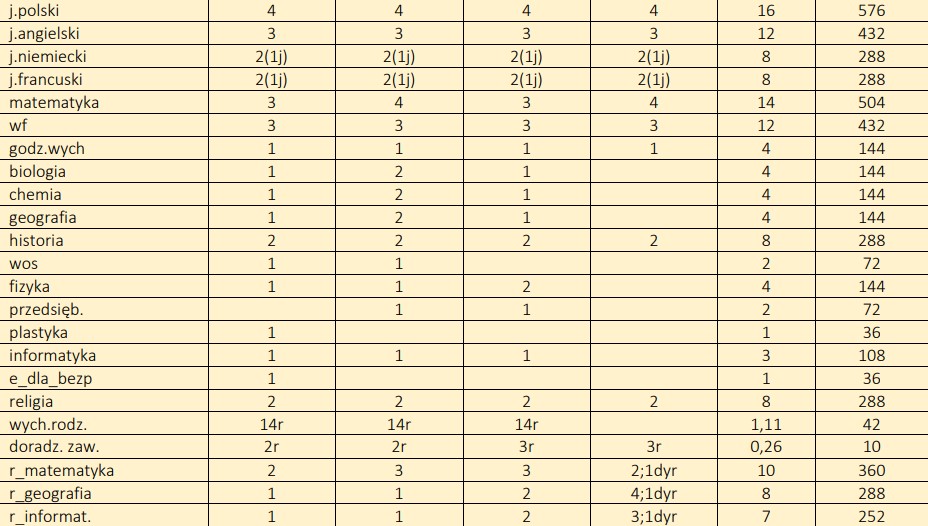 j.polski 4 4 4 4 16 576
j.angielski 3 3 3 3 12 432
j.niemiecki 2(1j) 2(1j) 2(1j) 2(1j) 8 288
j.francuski 2(1j) 2(1j) 2(1j) 2(1j) 8 288
matematyka 3 4 3 4 14 504
wf 3 3 3 3 12 432
godz.wych 1 1 1 1 4 144
biologia 1 2 1 4 144
chemia 1 2 1 4 144
geografia 1 2 1 4 144
historia 2 2 2 2 8 288
wos 1 1 2 72
fizyka 1 1 2 4 144
przedsięb. 1 1 2 72
plastyka 1 1 36
informatyka 1 1 1 3 108
e_dla_bezp 1 1 36
religia 2 2 2 2 8 288
wych.rodz. 14r 14r 14r 1,11 42
doradz. zaw. 2r 2r 3r 3r 0,26 10
r_matematyka 2 3 3 2;1dyr 10 360
r_geografia 1 1 2 4;1dyr 8 288
r_informat. 1 1 2 3;1dyr 7 252